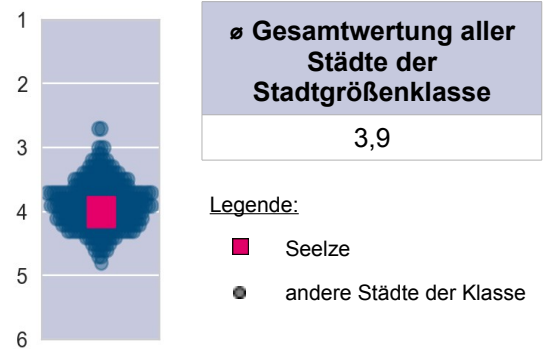 1
2
3
4
5
6
⌀ Gesamtwertung aller
Städte der
Stadtgrößenklasse
3,9
Legende:
Seelze
andere Städte der Klasse